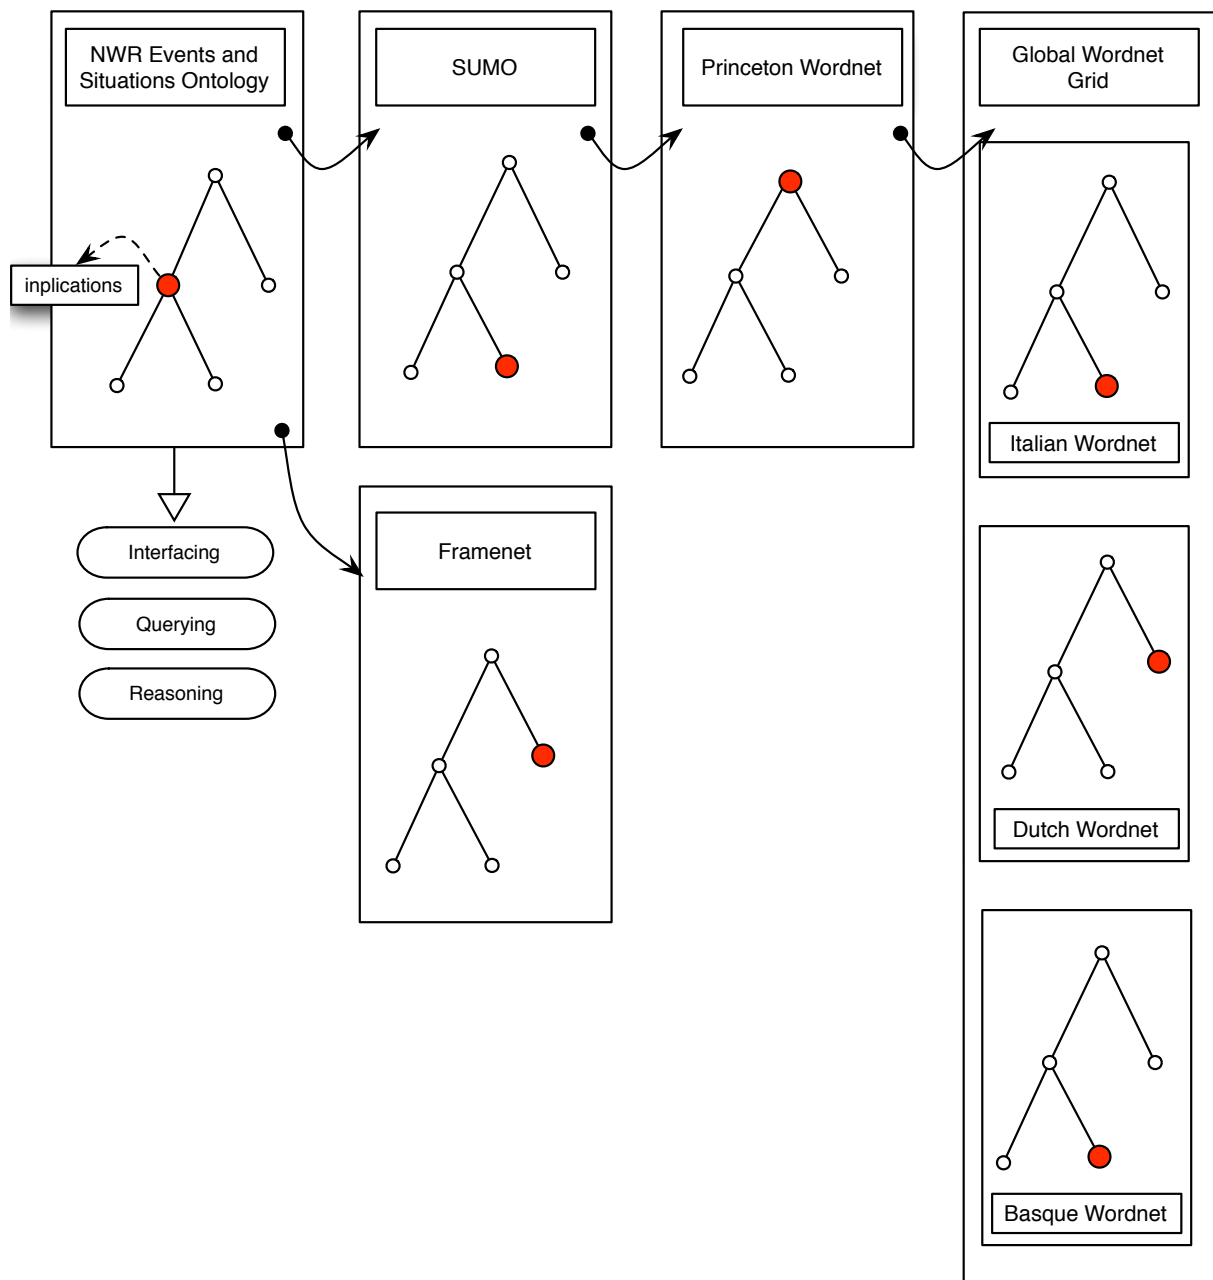 NWR Events and
Situations Ontology
SUMO
Princeton Wordnet
Global Wordnet
Grid
inplications
Italian Wordnet
Interfacing
Querying
Reasoning
Framenet
Dutch Wordnet
Basque Wordnet